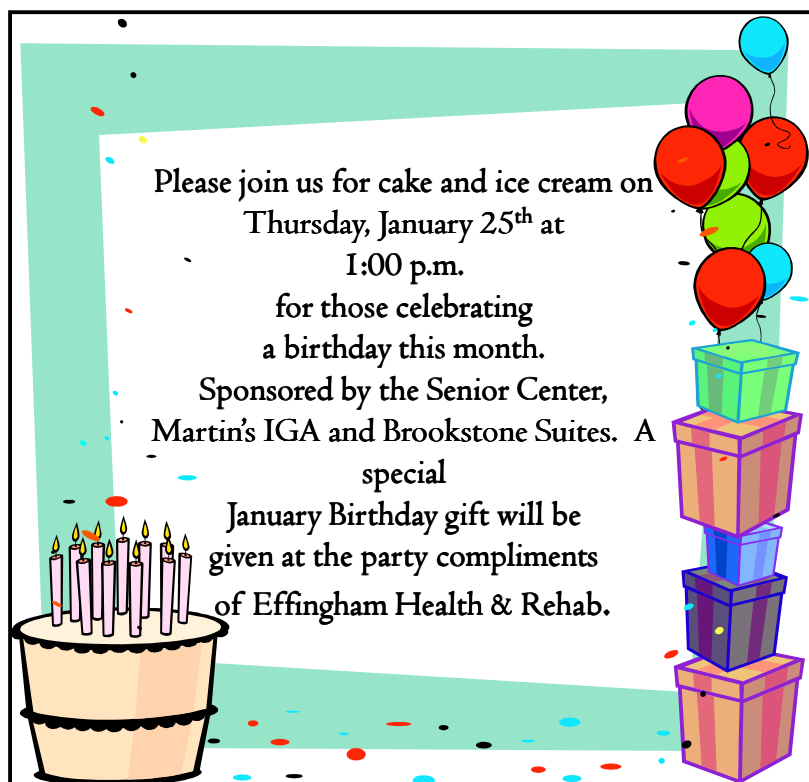 Please join us for cake and ice cream on
Thursday, January 25th at
1:00 p.m.
for those celebrating
a birthday this month.
Sponsored by the Senior Center,
Martin's IGA and Brookstone Suites.  A
special
January Birthday gift will be
given at the party compliments
of Effingham Health & Rehab.